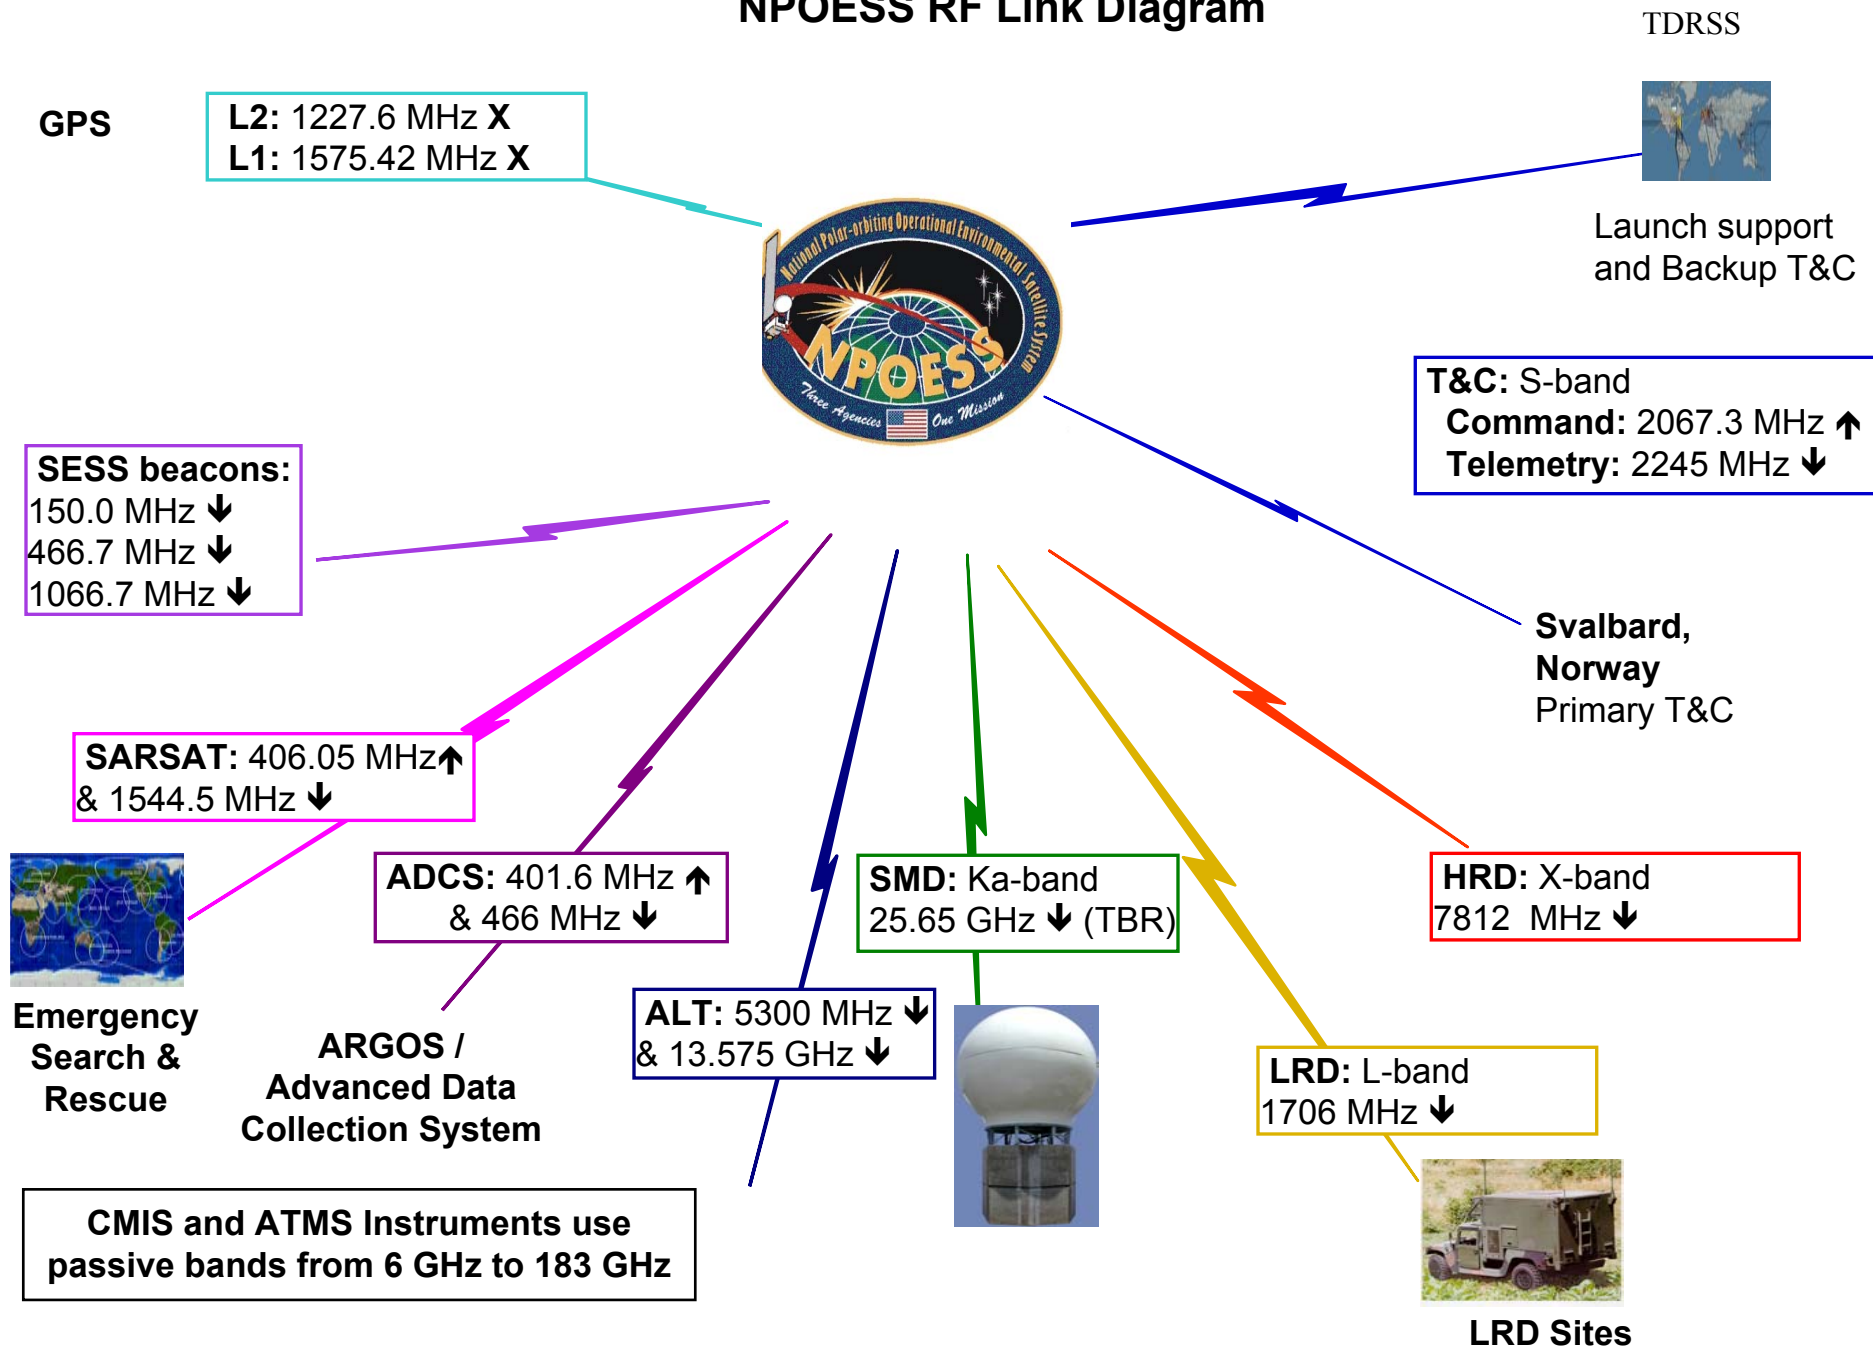 NPOESS RF Link Diagram
TDRSS
GPS
L2: 1227.6 MHz X
L1: 1575.42 MHz X
National Polar-orbiting Operational Environmental Satellite System
NPOESS
Three Agencies One Mission
Launch support
and Backup T&C
T&C: S-band
Command: 2067.3 MHz ↑
Telemetry: 2245 MHz ↓
SESS beacons:
150.0 MHz ↓
466.7 MHz ↓
1066.7 MHz ↓
Svalbard,
Norway
Primary T&C
SARSAT: 406.05 MHz↑
& 1544.5 MHz ↓
ADCS: 401.6 MHz ↑
& 466 MHz ↓
SMD: Ka-band
25.65 GHz ↓ (TBR)
HRD: X-band
7812 MHz ↓
Emergency
Search &
Rescue
ARGOS /
Advanced Data
Collection System
ALT: 5300 MHz ↓
& 13.575 GHz ↓
LRD: L-band
1706 MHz ↓
CMIS and ATMS Instruments use
passive bands from 6 GHz to 183 GHz
LRD Sites